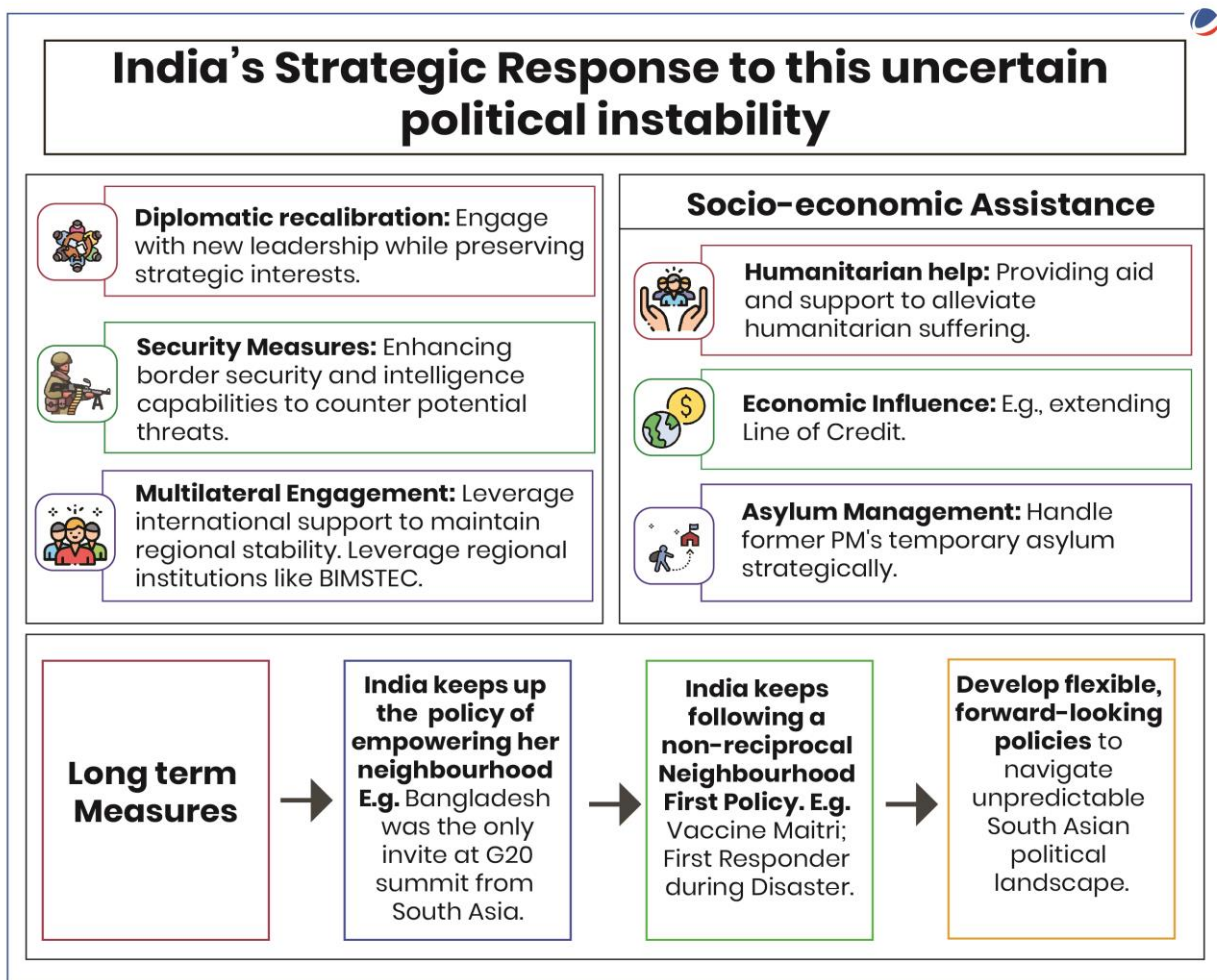 India's Strategic Response to this uncertain
political instability
Diplomatic recalibration: Engage
with new leadership while preserving
strategic interests.
Security Measures: Enhancing
border security and intelligence
capabilities to counter potential
threats.
Multilateral Engagement: Leverage
international support to maintain
regional stability. Leverage regional
institutions like BIMSTEC.
Socio-economic Assistance
Humanitarian help: Providing aid
and support to alleviate
humanitarian suffering.
Economic Influence: E.g., extending
Line of Credit.
Asylum Management: Handle
former PM's temporary asylum
strategically.
Long term
Measures
India keeps up
the policy of
empowering her
neighbourhood
E.g. Bangladesh
was the only
invite at G20
summit from
South Asia.
India keeps
following a
non-reciprocal
Neighbourhood
First Policy. E.g.
Vaccine Maitri;
First Responder
during Disaster.
Develop flexible,
forward-looking
policies to
navigate
unpredictable
South Asian
political
landscape.